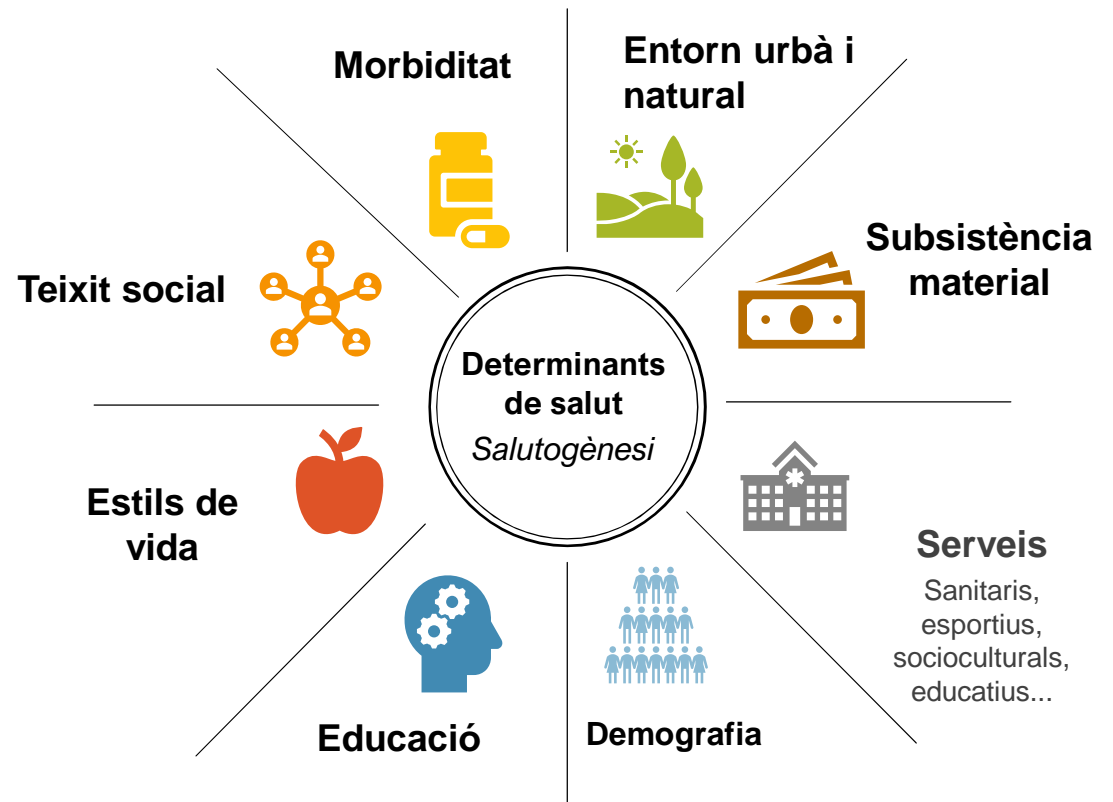 Morbiditat
Entorn urbà i
natural
Subsistència
material
Teixit social
Determinants
de salut
Salutogènesi
Estils de
vida
Serveis
Sanitaris,
esportius,
socioculturals,
educatius...
Educació
Demografia